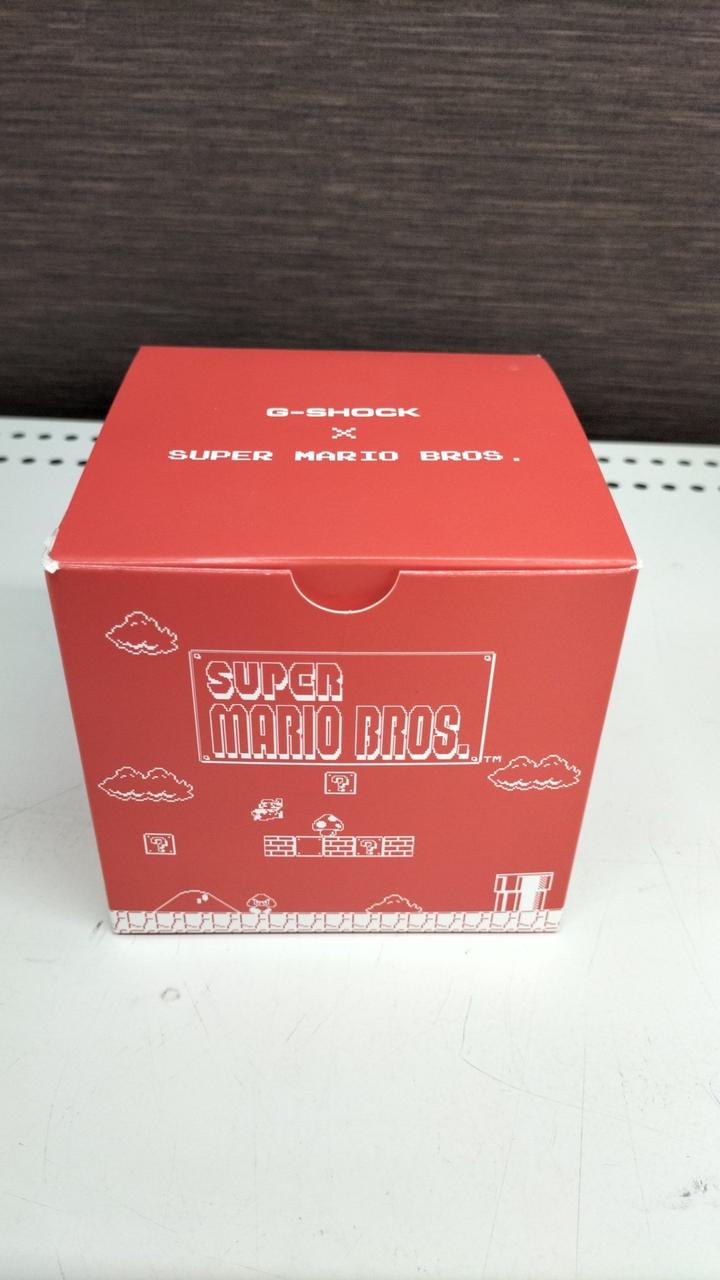 G-SHOCK
×
SUPER MARIO BROS.
SUPER
MARIO BROS.™
?
?
?